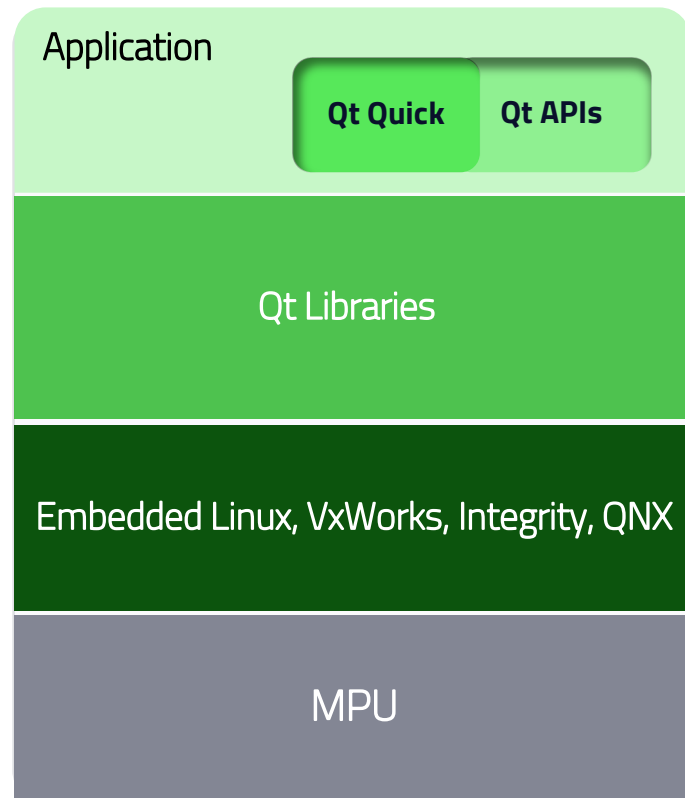 Application
Qt Quick
Qt APIs
Qt Libraries
Embedded Linux, VxWorks, Integrity, QNX
MPU